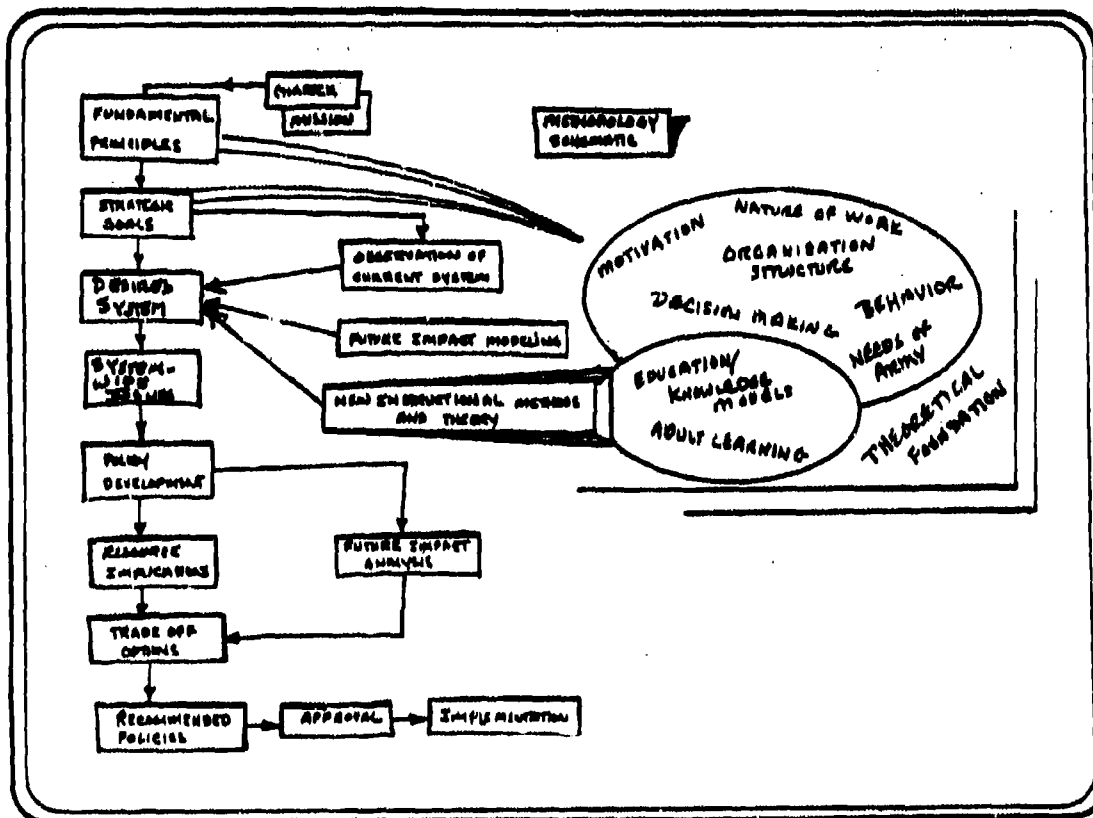 CHARTER
MISSION
FUNDAMENTAL
PRINCIPLES
METHODOLOGY
SCHEMATIC
STRATEGIC
GOALS
OBSERVATION OF
CURRENT SYSTEM
DESIRED
SYSTEM
FUTURE IMPACT MODELING
SYSTEM-
WIDE
ISSUES
NEW INSTRUCTIONAL METHODS
AND THEORY
POLICY
DEVELOPMENT
RESOURCE
IMPLICATIONS
FUTURE IMPACT
ANALYSIS
TRADE OFF
OPTIONS
RECOMMENDED
POLICIES
APPROVAL
IMPLEMENTATION
MOTIVATION
NATURE OF WORK
ORGANIZATION
STRUCTURE
DECISION MAKING
BEHAVIOR
NEEDS OF
ARMY
EDUCATION/
KNOWLEDGE
MODELS
ADULT LEARNING
THEORETICAL
FOUNDATION